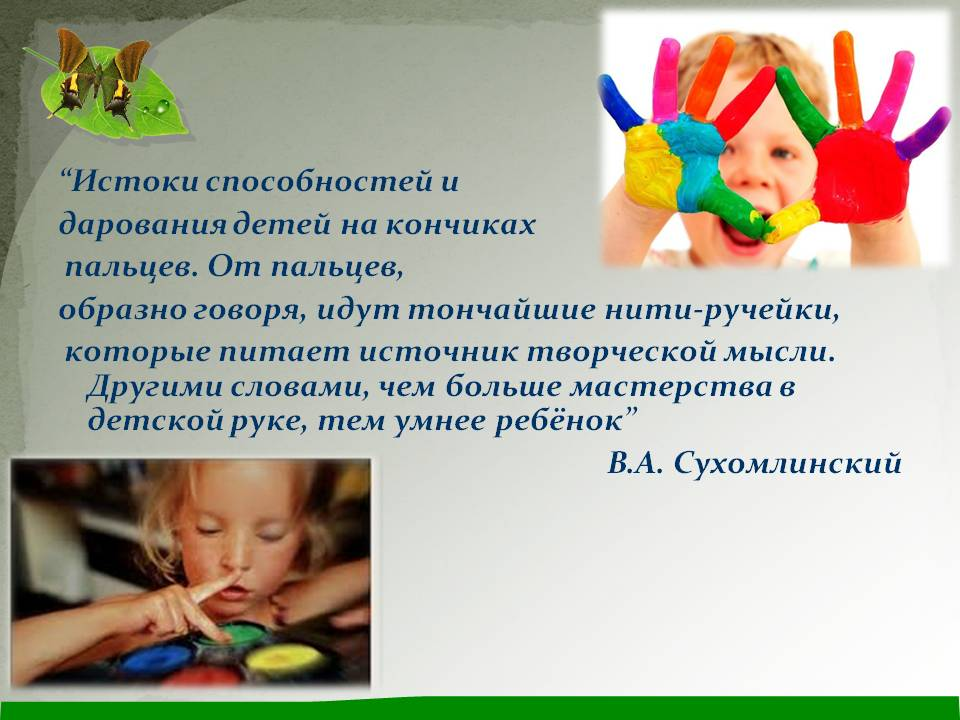 “Истоки способностей и
дарования детей на кончиках
пальцев. От пальцев,
образно говоря, идут тончайшие нити-ручейки,
которые питает источник творческой мысли.
Другими словами, чем больше мастерства в
детской руке, тем умнее ребёнок”
В.А. Сухомлинский